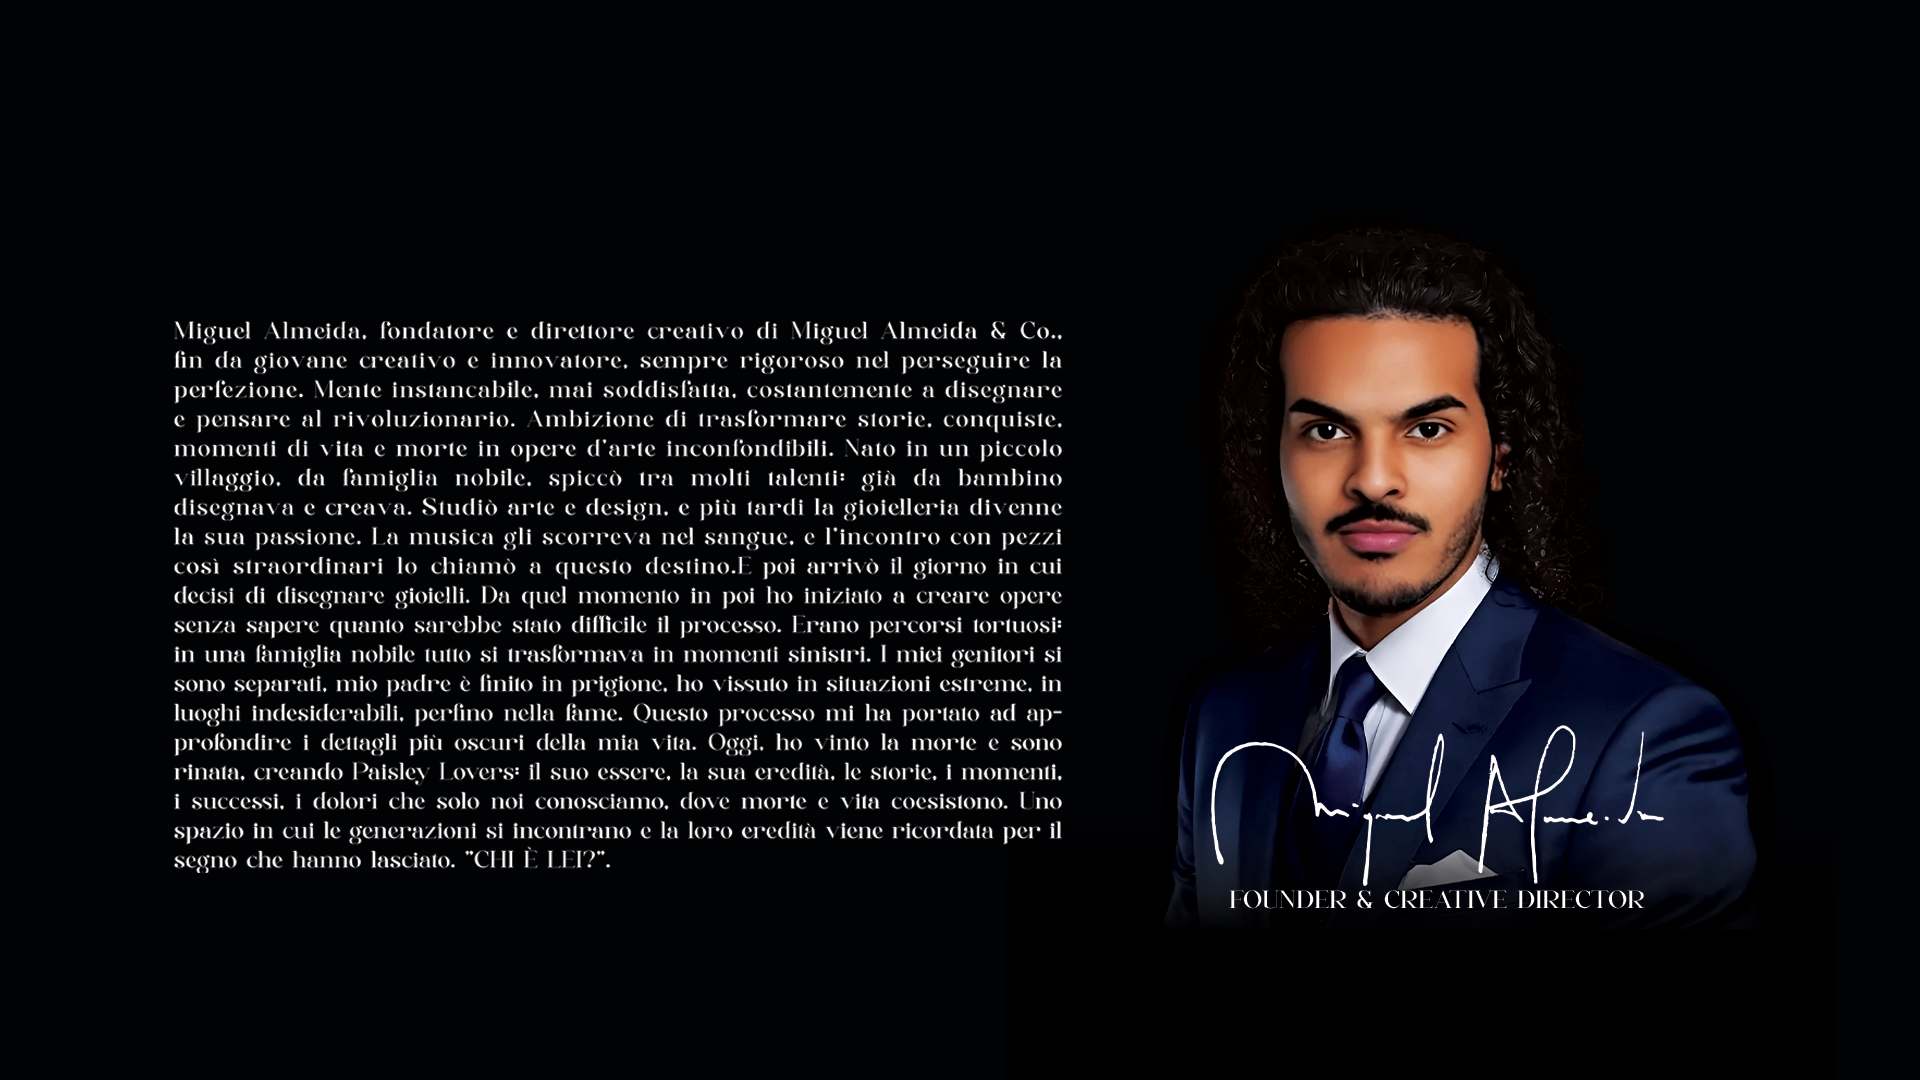 Miguel Almeida, fondatore e direttore creativo di Miguel Almeida & Co.,
fin da giovane creativo e innovatore, sempre rigoroso nel perseguire la
perfezione. Mente instancabile, mai soddisfatta, costantemente a disegnare
e pensare al rivoluzionario. Ambizione di trasformare storie, conquiste,
momenti di vita e morte in opere d'arte inconfondibili. Nato in un piccolo
villaggio, da famiglia nobile, spiccò tra molti talenti: già da bambino
disegnava e creava. Studiò arte e design, e più tardi la gioielleria divenne
la sua passione. La musica gli scorreva nel sangue, e l'incontro con pezzi
così straordinari lo chiamò a questo destino.E poi arrivò il giorno in cui
decisi di disegnare gioielli. Da quel momento in poi ho iniziato a creare opere
senza sapere quanto sarebbe stato difficile il processo. Erano percorsi tortuosi:
in una famiglia nobile tutto si trasformava in momenti sinistri. I miei genitori si
sono separati, mio padre è finito in prigione, ho vissuto in situazioni estreme, in
luoghi indesiderabili, perfino nella fame. Questo processo mi ha portato ad ap-
profondire i dettagli più oscuri della mia vita. Oggi, ho vinto la morte e sono
rinata, creando Paisley Lovers: il suo essere, la sua eredità, le storie, i momenti,
i successi, i dolori che solo noi conosciamo, dove morte e vita coesistono. Uno
spazio in cui le generazioni si incontrano e la loro eredità viene ricordata per il
segno che hanno lasciato. "CHI È LEI?".
Miguel Almeida
FOUNDER & CREATIVE DIRECTOR